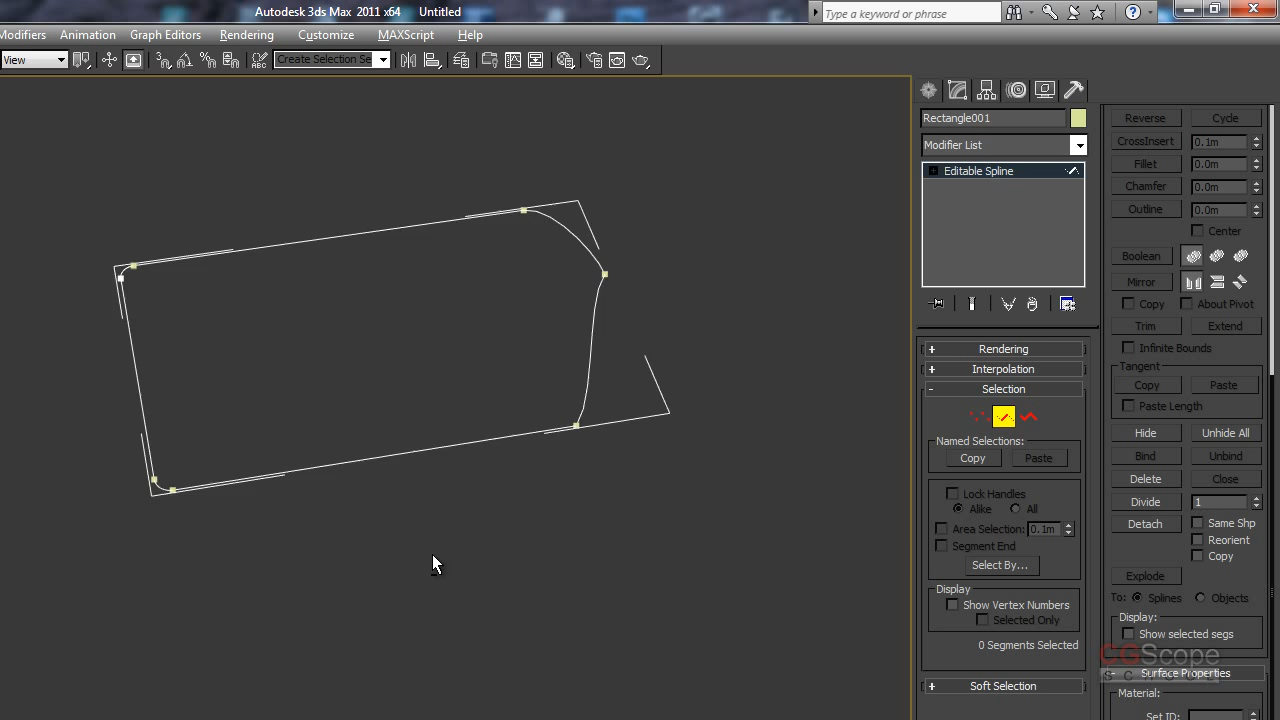 Autodesk 3ds Max 2011 x64 Untitled
Type a keyword or phrase
Modifiers Animation Graph Editors Rendering Customize MAXScript Help
View
Create Selection Se
Rectangle001
Modifier List
Editable Spline
Rendering
Interpolation
Selection
Named Selections:
Copy Paste
Lock Handles
Alike All
Area Selection: 0.1m
Segment End
Select By...
Display
Show Vertex Numbers
Selected Only
0 Segments Selected
Soft Selection
Reverse Cycle
CrossInsert 0.1m
Fillet 0.0m
Chamfer 0.0m
Outline 0.0m
Center
Boolean
Mirror
Copy About Pivot
Trim Extend
Infinite Bounds
Tangent
Copy Paste
Paste Length
Hide Unhide All
Bind Unbind
Delete Close
Divide 1
Detach Same Shp
Reorient
Copy
Explode
To: Splines Objects
Display:
Show selected segs
CGScope
Surface Properties
Material:
Set ID: